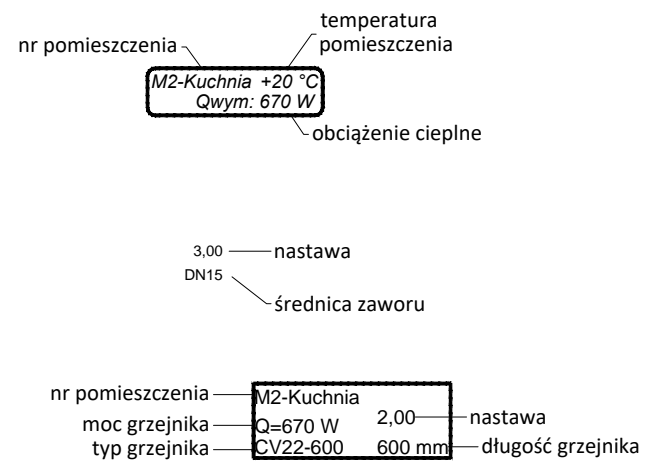 temperatura
nr pomieszczenia pomieszczenia
M2-Kuchnia +20 °C
Qwym: 670 W
obciążenie cieplne
3,00 nastawa
DN15
średnica zaworu
nr pomieszczenia M2-Kuchnia
moc grzejnika Q=670 W 2,00 nastawa
typ grzejnika CV22-600 600 mm długość grzejnika